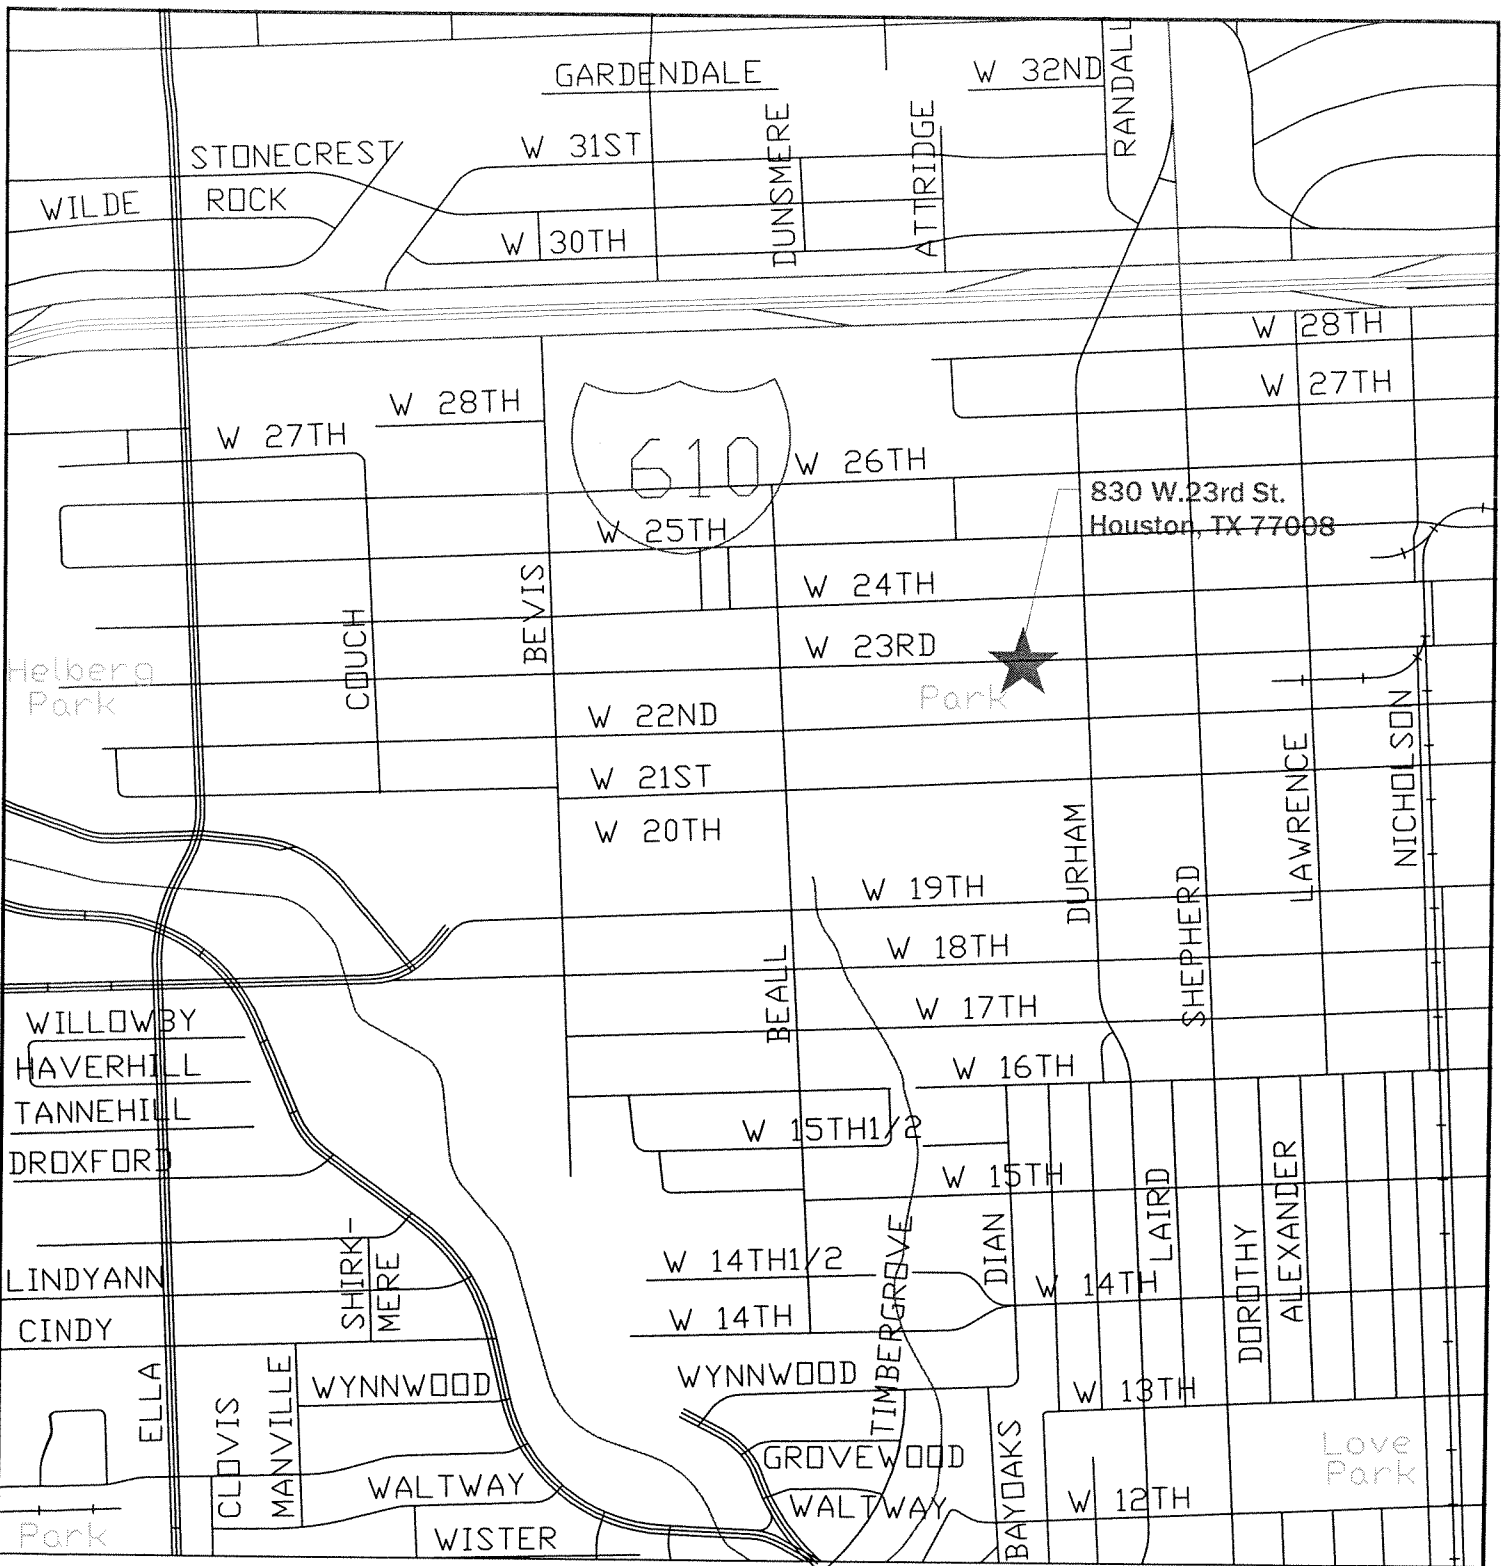 GARDENDALE
W 32ND
RANDALL
W 31ST
STONECREST
DUNSMERE
ATTRIDGE
WILDE ROCK
W 30TH
W 28TH
W 27TH
W 28TH
W 27TH
610
W 26TH
830 W.23rd St.
Houston, TX 77008
W 25TH
W 24TH
BEVIS
COUCH
W 23RD
Helberg
Park
Park
W 22ND
W 21ST
W 20TH
LAWRENCE
NICHOLSON
DURHAM
SHEPHERD
W 19TH
W 18TH
BEALL
W 17TH
WILLOWBY
HAVERHILL
W 16TH
TANNEHILL
W 15TH1/2
DROXFORD
W 15TH
LAIRD
ALEXANDER
DOROTHY
DIAN
TIMBERGROVE
SHIRK-
MERE
W 14TH1/2
LINDYANN
W 14TH
W 14TH
CINDY
WYNNWOOD
WYNNWOOD
W 13TH
ELLA
CLOVIS
MANVILLE
GROVEWOOD
BAYOAKS
Love
Park
WALTWAY
WALTWAY
W 12TH
Park
WISTER